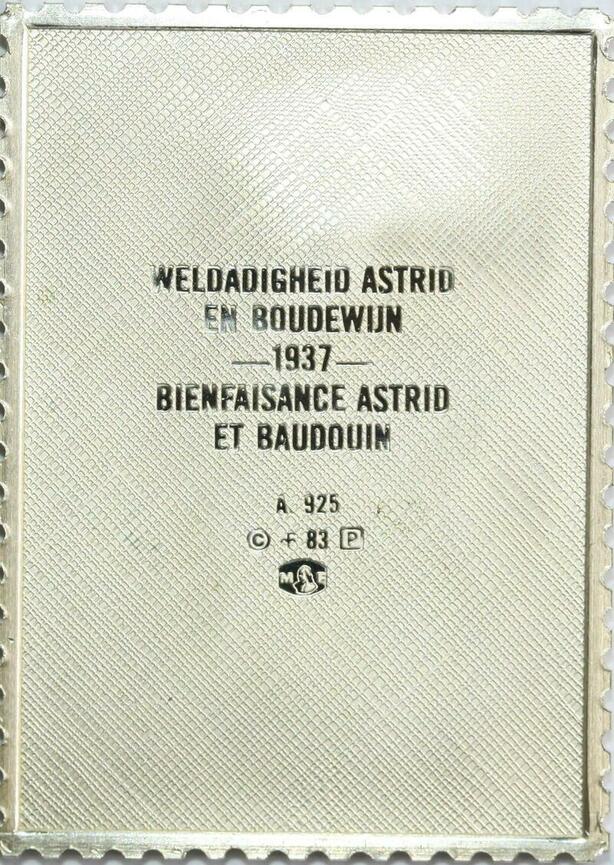 WELDADIGHEID ASTRID
EN BOUDEWIJN
—1937—
BIENFAISANCE ASTRID
ET BAUDOUIN
A. 925
© + 83 P
M E